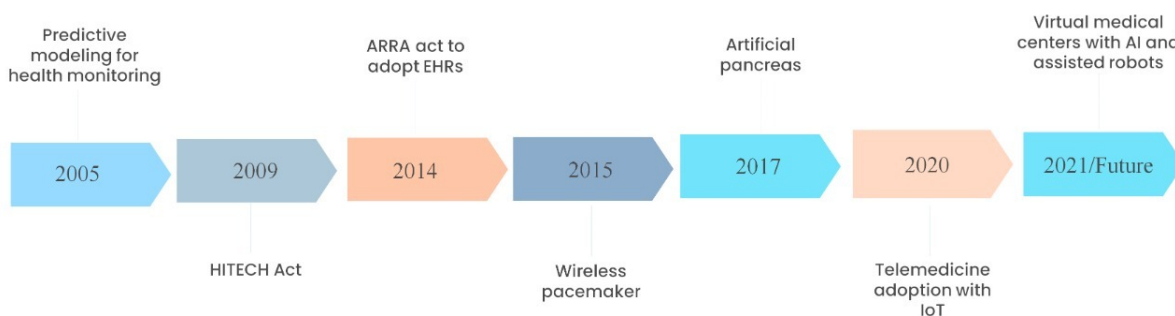 Predictive
modeling for
health monitoring
ARRA act to
adopt EHRs
Artificial
pancreas
Virtual medical
centers with AI and
assisted robots
2005
2009
2014
2015
2017
2020
2021/Future
HITECH Act
Wireless
pacemaker
Telemedicine
adoption with
IoT